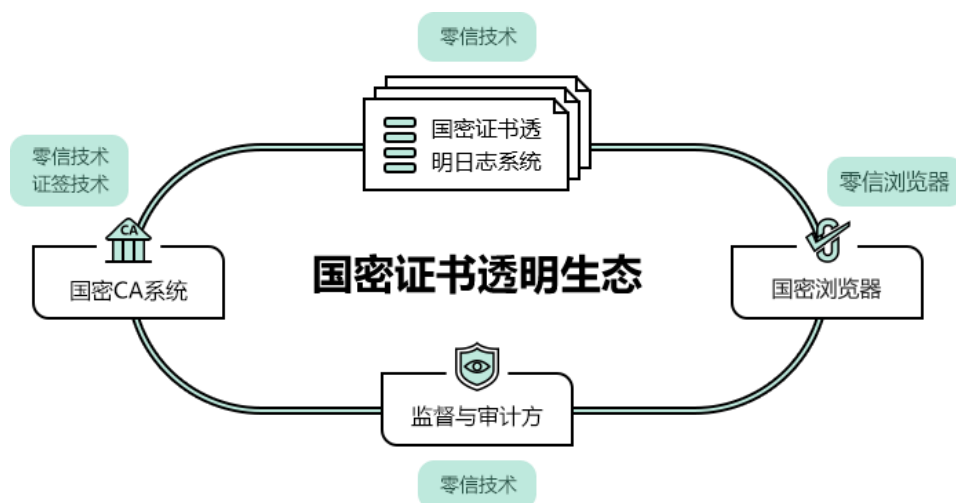 零信技术
国密证书透
明日志系统
零信技术
证签技术
零信浏览器
CA
国密CA系统
国密证书透明生态
国密浏览器
监督与审计方
零信技术